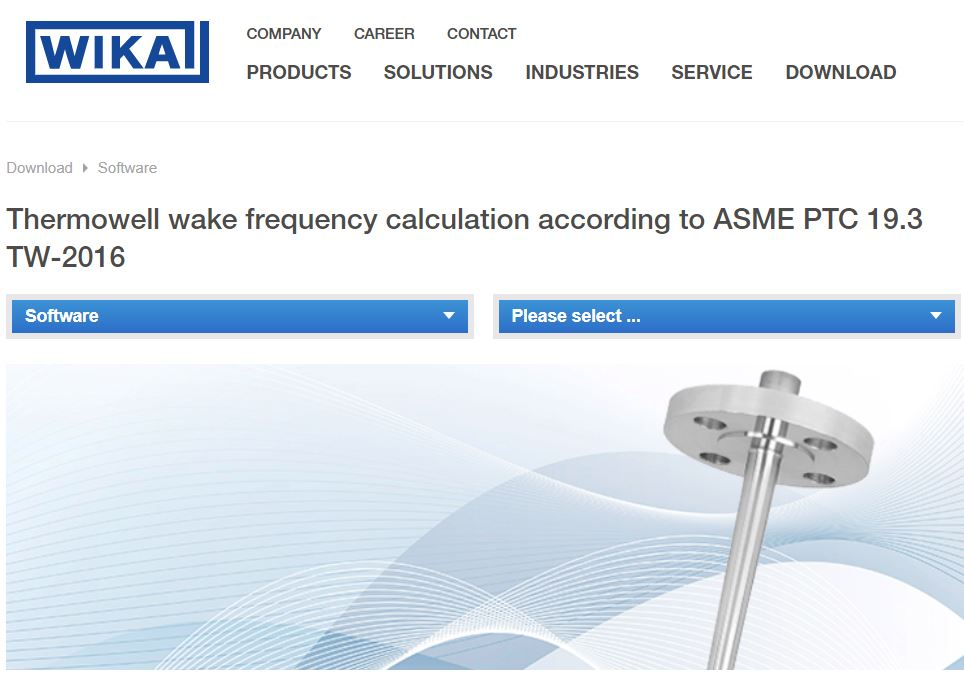 WIKA
COMPANY CAREER CONTACT
PRODUCTS SOLUTIONS INDUSTRIES SERVICE DOWNLOAD
Download Software
Thermowell wake frequency calculation according to ASME PTC 19.3
TW-2016
Software Please select ...